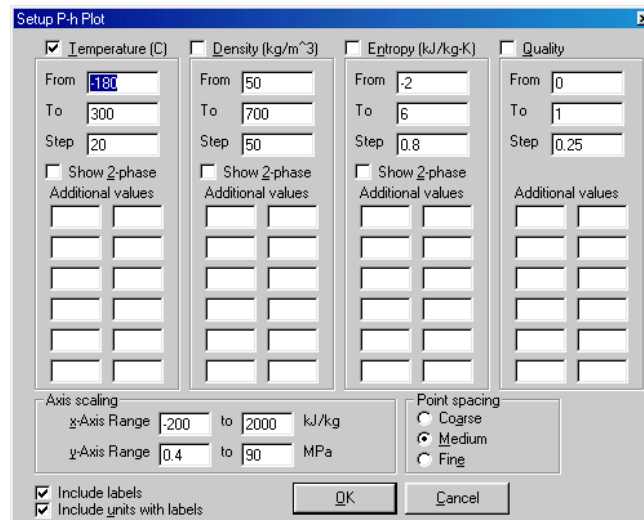 Setup P-h Plot
Temperature (C) Density (kg/m^3) Entropy (kJ/kg-K) Quality
From -180 From 50 From -2 From 0
To 300 To 700 To 6 To 1
Step 20 Step 50 Step 0.8 Step 0.25
Show 2-phase Show 2-phase Show 2-phase
Additional values Additional values Additional values Additional values
Axis scaling Point spacing
x-Axis Range -200 to 2000 kJ/kg Coarse
y-Axis Range 0.4 to 90 MPa Medium
Fine
Include labels OK Cancel
Include units with labels